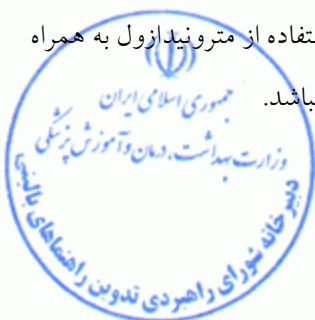 ستفاده از مترونیدازول به همراه
باشد.
جمهوری اسلامی ایران
وزارت بهداشت، درمان و آموزش پزشکی
دبیرخانه شورای راهبردی تدوین راهنماهای بالینی